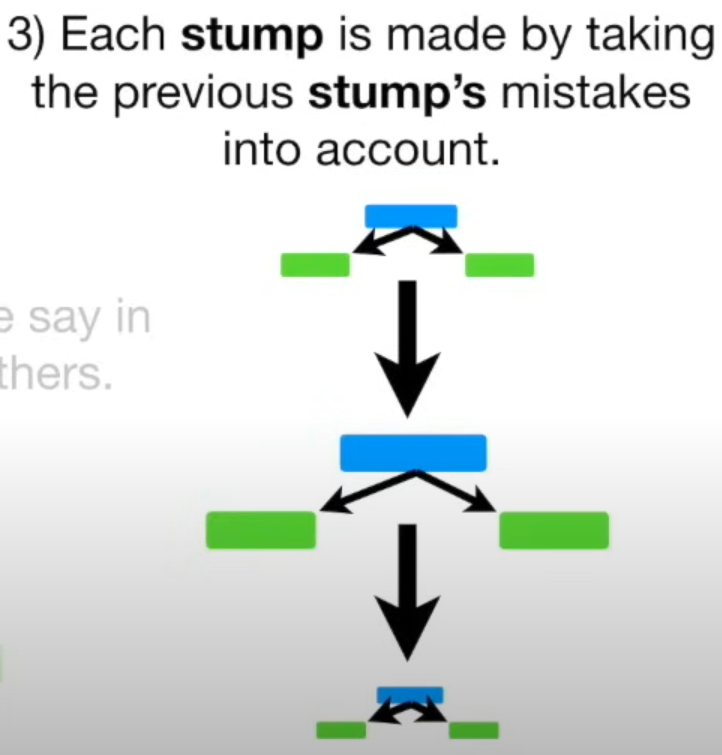 3) Each stump is made by taking
the previous stump's mistakes
into account.
say in
thers.